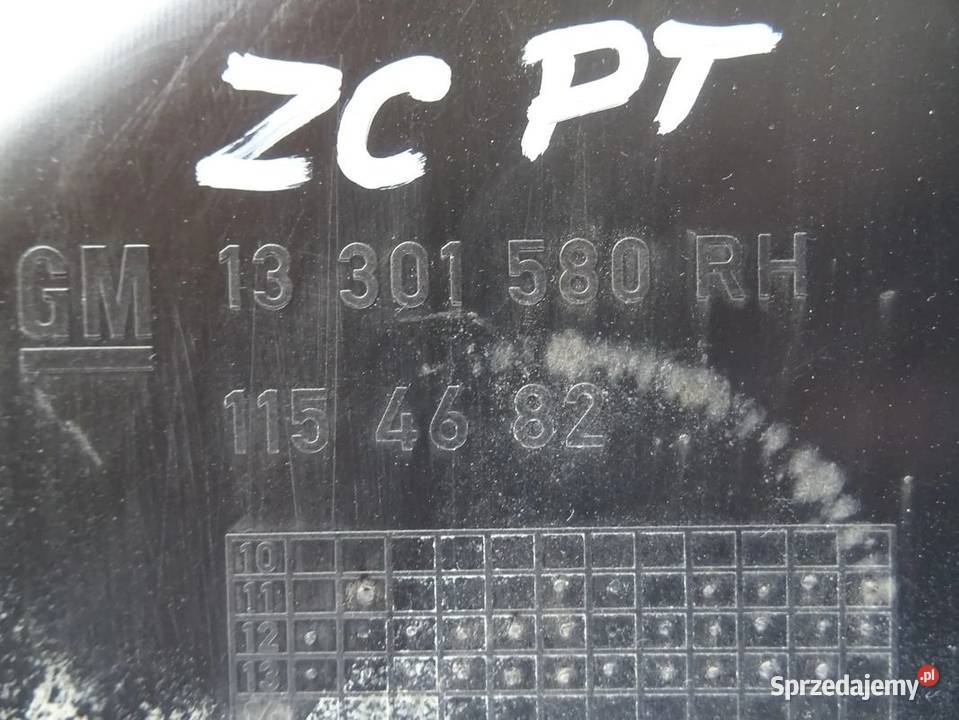 ZC PT
GM 13 301 580 RH
115 46 82
10
11
12
13
Sprzedajemy.pl